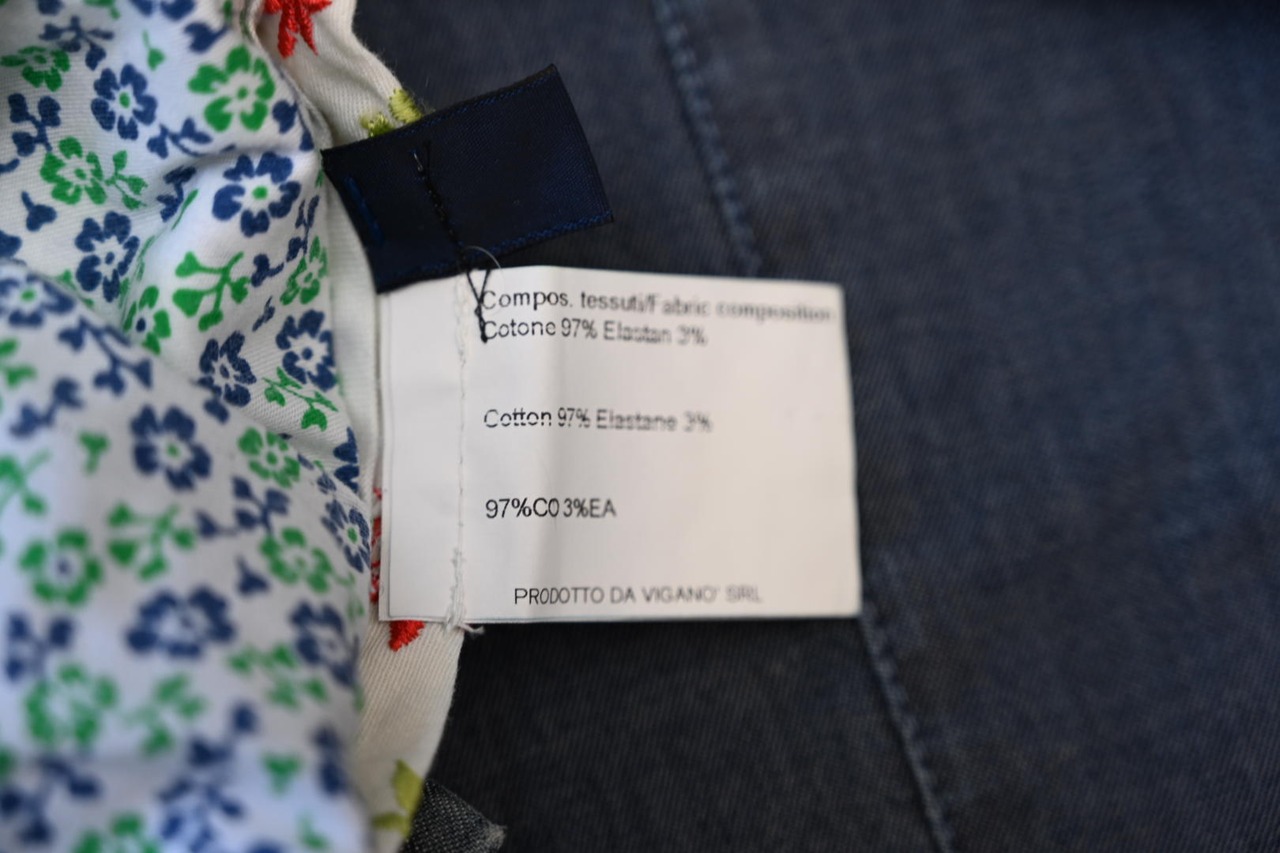 Compos. tessuti/Fabric composition
Cotone 97% Elastan 3%
Cotton 97% Elastane 3%
97%CO 3%EA
PRODOTTO DA VIGANO' SRL